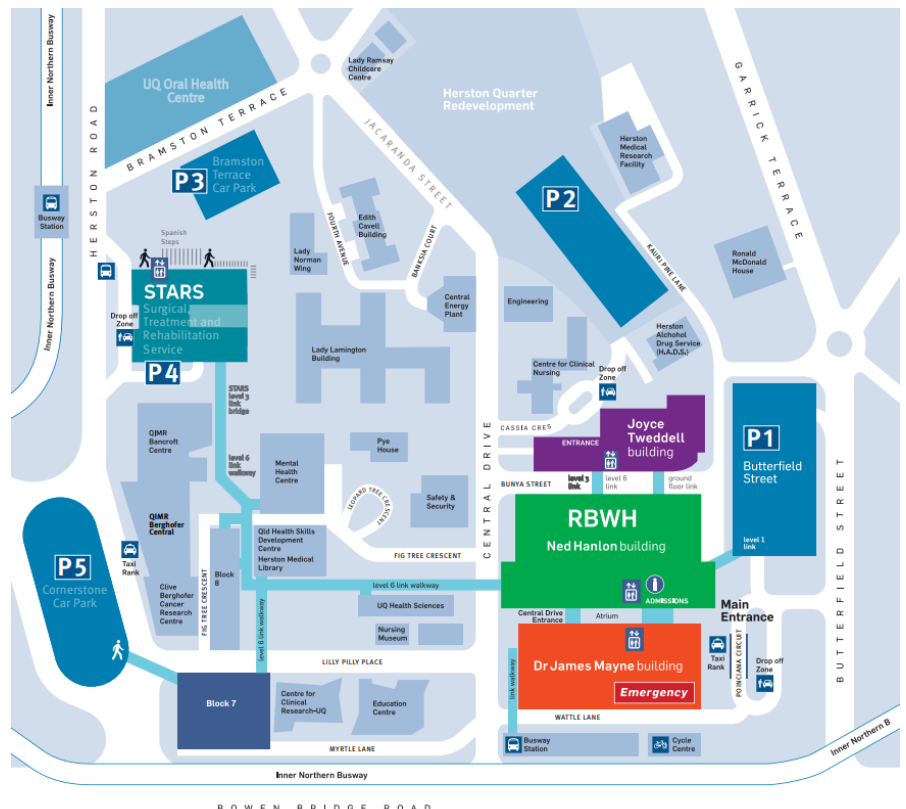 Inner Northern Busway
HERSTON ROAD
UQ Oral Health
Centre
BRAMSTON TERRACE
Lady Ramsay
Childcare
Centre
Herston Quarter
Redevelopment
JACARANDA STREET
GARRICK TERRACE
Herston
Medical
Research
Facility
P3
Bramston
Terrace
Car Park
P2
Busway
Station
Spanish
Steps
FOURTH AVENUE
Edith
Cavell
Building
BANKSIA COURT
KAURI PINE LANE
Ronald
McDonald
House
Lady
Norman
Wing
Inner Northern Busway
STARS
Surgical,
Treatment and
Rehabilitation
Service
Drop off
Zone
P4
Central
Energy
Plant
Engineering
Herston
Alchohol
Drug Service
(H.A.D.S.)
Lady Lamington
Building
Centre for Clinical
Nursing
Drop off
Zone
STARS
level 3
link
bridge
level 6
link
walkway
QIMR
Bancroft
Centre
Mental
Health
Centre
Pye
House
CENTRAL DRIVE
CASSIA CRES
ENTRANCE
Joyce
Tweddell
building
P1
Butterfield
Street
level 1
link
BUTTERFIELD STREET
BUNYA STREET
level 3
link
level 6
link
ground
floor link
LEOPARD TREE CRESCENT
Safety &
Security
QIMR
Berghofer
Central
Taxi
Rank
Qld Health Skills
Development
Centre
Herston Medical
Library
FIG TREE CRESCENT
RBWH
Ned Hanlon building
ADMISSIONS
P5
Cornerstone
Car Park
Clive
Berghofer
Cancer
Research
Centre
FIG TREE CRESCENT
Block
8
level 6 link walkway
level 6 link walkway
UQ Health Sciences
Nursing
Museum
LILLY PILLY PLACE
Central Drive
Entrance
Atrium
Main
Entrance
Dr James Mayne building
Emergency
link walkway
Taxi
Rank
POINCIANA CIRCUIT
Drop off
Zone
Block 7
Centre for
Clinical
Research-UQ
Education
Centre
MYRTLE LANE
WATTLE LANE
Busway
Station
Cycle
Centre
Inner Northern Busway
Inner Northern B
BOWEN BRIDGE ROAD